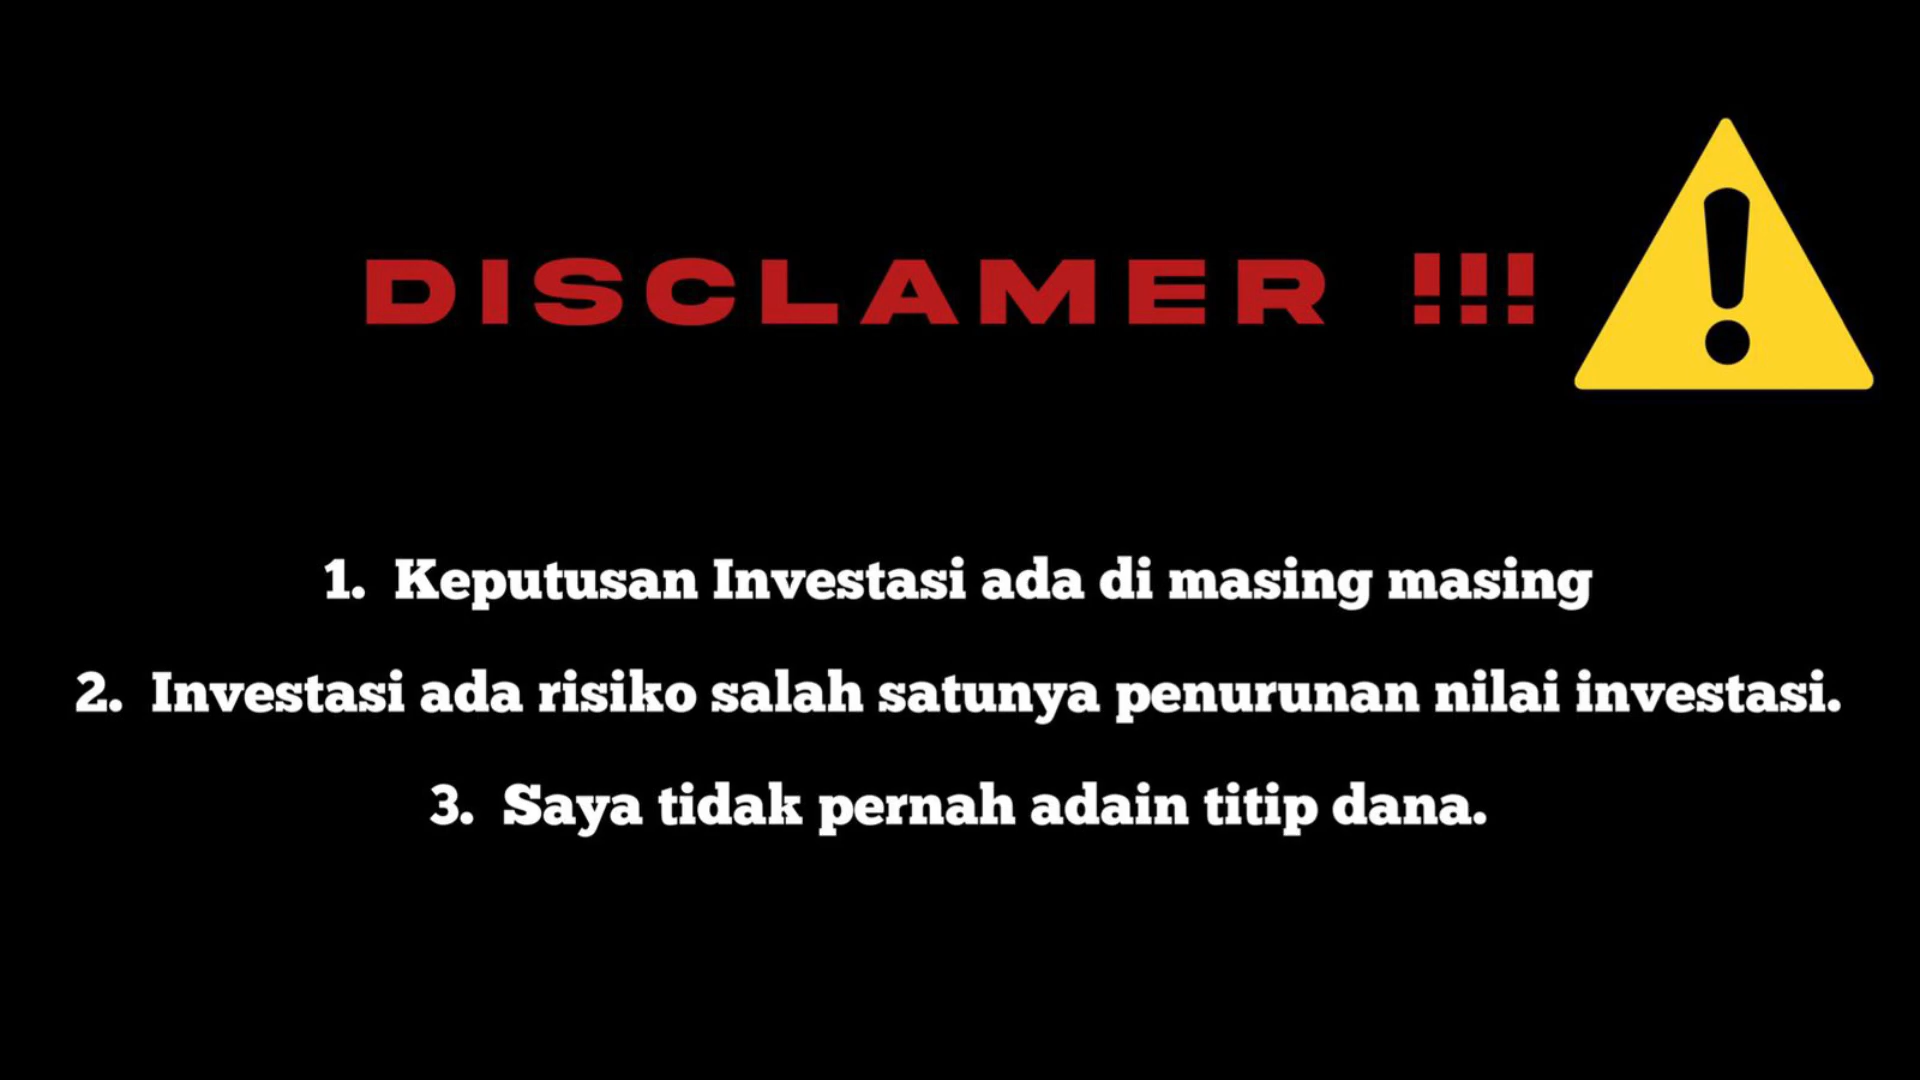 DISCLAMER !!!
1. Keputusan Investasi ada di masing masing
2. Investasi ada risiko salah satunya penurunan nilai investasi.
3. Saya tidak pernah adain titip dana.